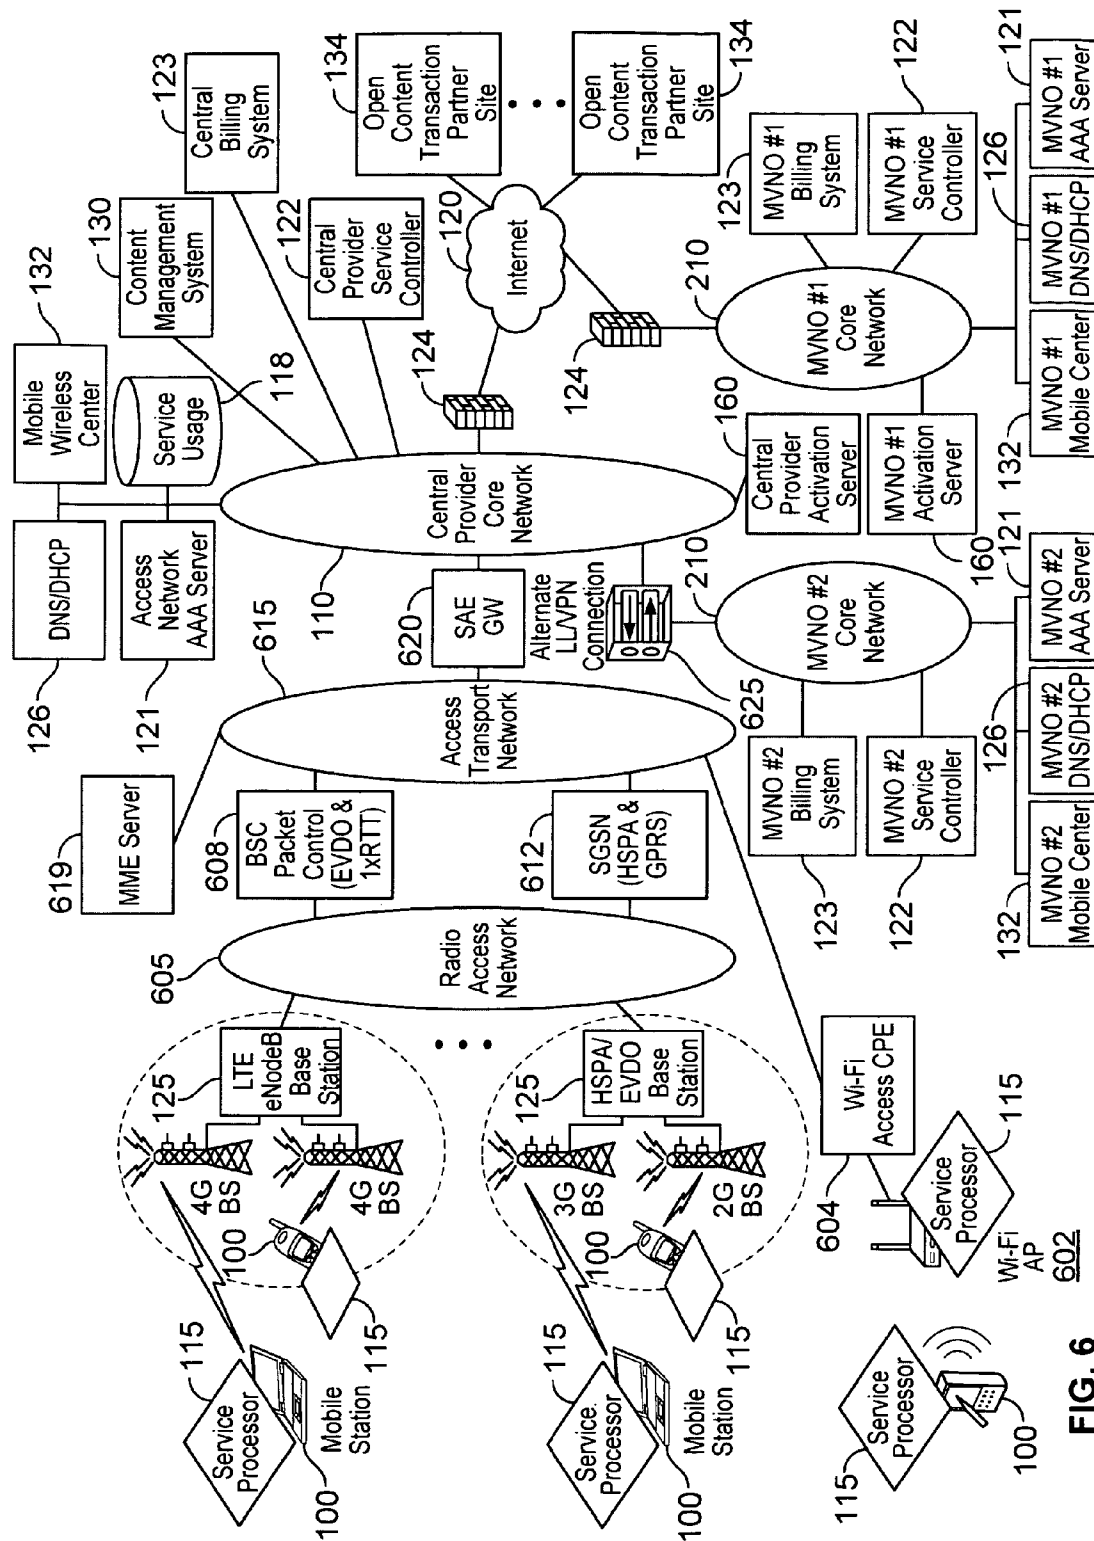 126
DNS/DHCP
Mobile
Wireless
Center
132
121
Access
Network
AAA Server
Service
Usage
118
130
Content
Management
System
123
Central
Billing
System
122
Central
Provider
Service
Controller
619
MME Server
615
Access
Transport
Network
620
SAE
GW
110
Central
Provider
Core
Network
124
120
Internet
134
Open
Content
Transaction
Partner
Site
Open
Content
Transaction
Partner
Site
134
605
Radio
Access
Network
608
BSC
Packet
Control
(EVDO &
1xRTT)
612
SGSN
(HSPA &
GPRS)
Alternate
LL/VPN
Connection
625
160
Central
Provider
Activation
Server
124
125
LTE
eNodeB
Base
Station
4G
BS
4G
BS
100
115
115
Service
Processor
100
Mobile
Station
125
HSPA/
EVDO
Base
Station
3G
BS
2G
BS
100
115
115
Service.
Processor
100
Mobile
Station
604
Wi-Fi
Access CPE
115
Service
Processor
Wi-Fi
AP
602
115
Service
Processor
100
210
MVNO #2
Core
Network
123
MVNO #2
Billing
System
122
MVNO #2
Service
Controller
132
MVNO #2
Mobile Center
126
MVNO #2
DNS/DHCP
121
MVNO #2
AAA Server
210
MVNO #1
Core
Network
123
MVNO #1
Billing
System
122
MVNO #1
Service
Controller
160
MVNO #1
Activation
Server
132
MVNO #1
Mobile Center
126
MVNO #1
DNS/DHCP
121
MVNO #1
AAA Server
FIG. 6